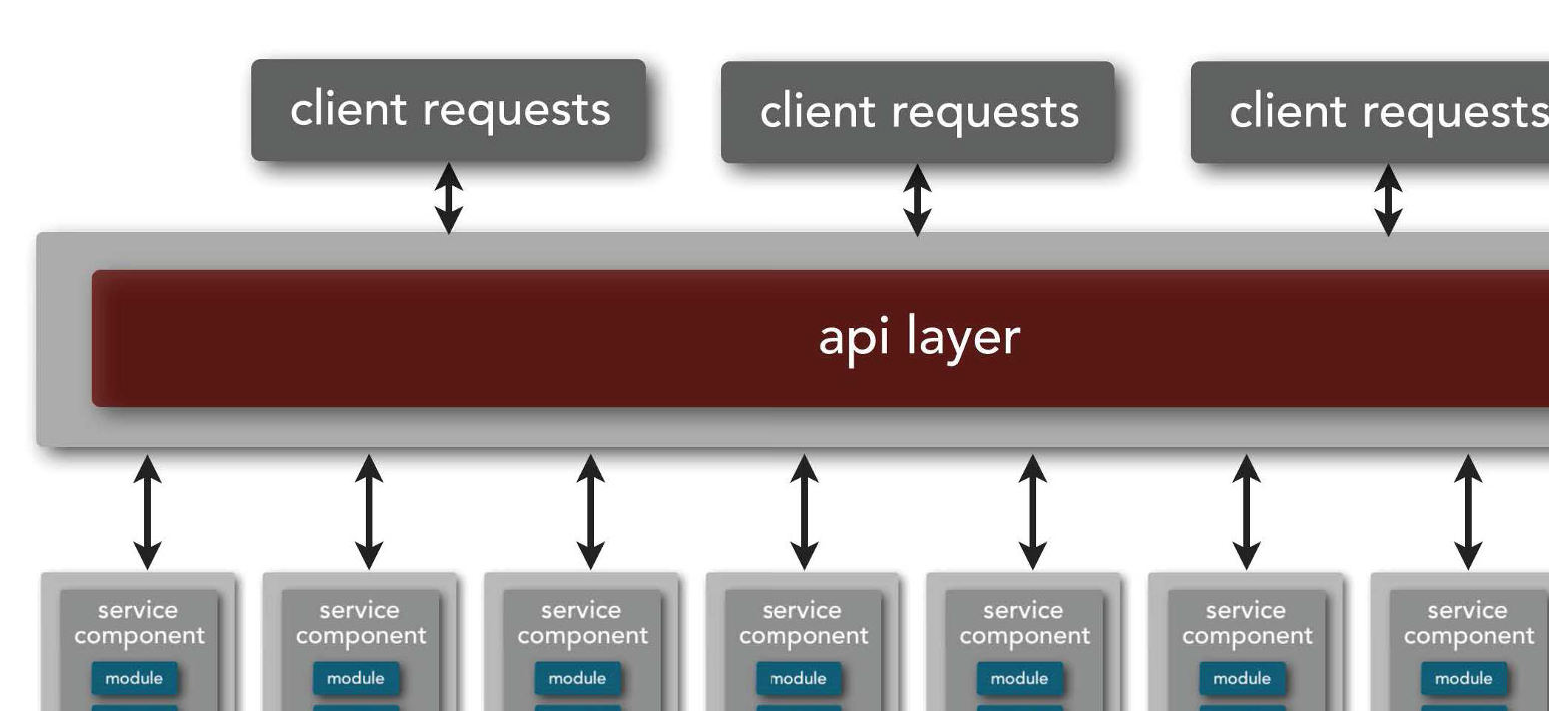 client requests
client requests
client requests
api layer
service
component
module
service
component
module
service
component
module
service
component
module
service
component
module
service
component
module
service
component
module